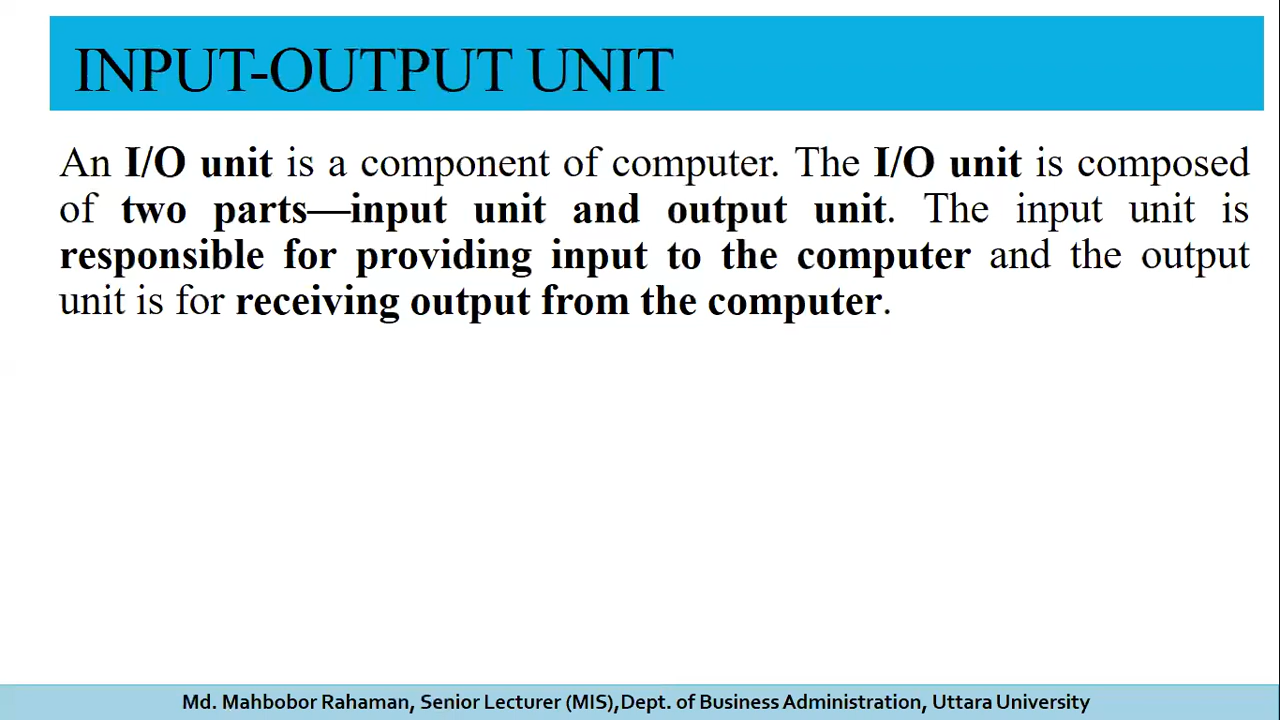 INPUT-OUTPUT UNIT
An I/O unit is a component of computer. The I/O unit is composed
of two parts—input unit and output unit. The input unit is
responsible for providing input to the computer and the output
unit is for receiving output from the computer.
Md. Mahbobor Rahaman, Senior Lecturer (MIS),Dept. of Business Administration, Uttara University